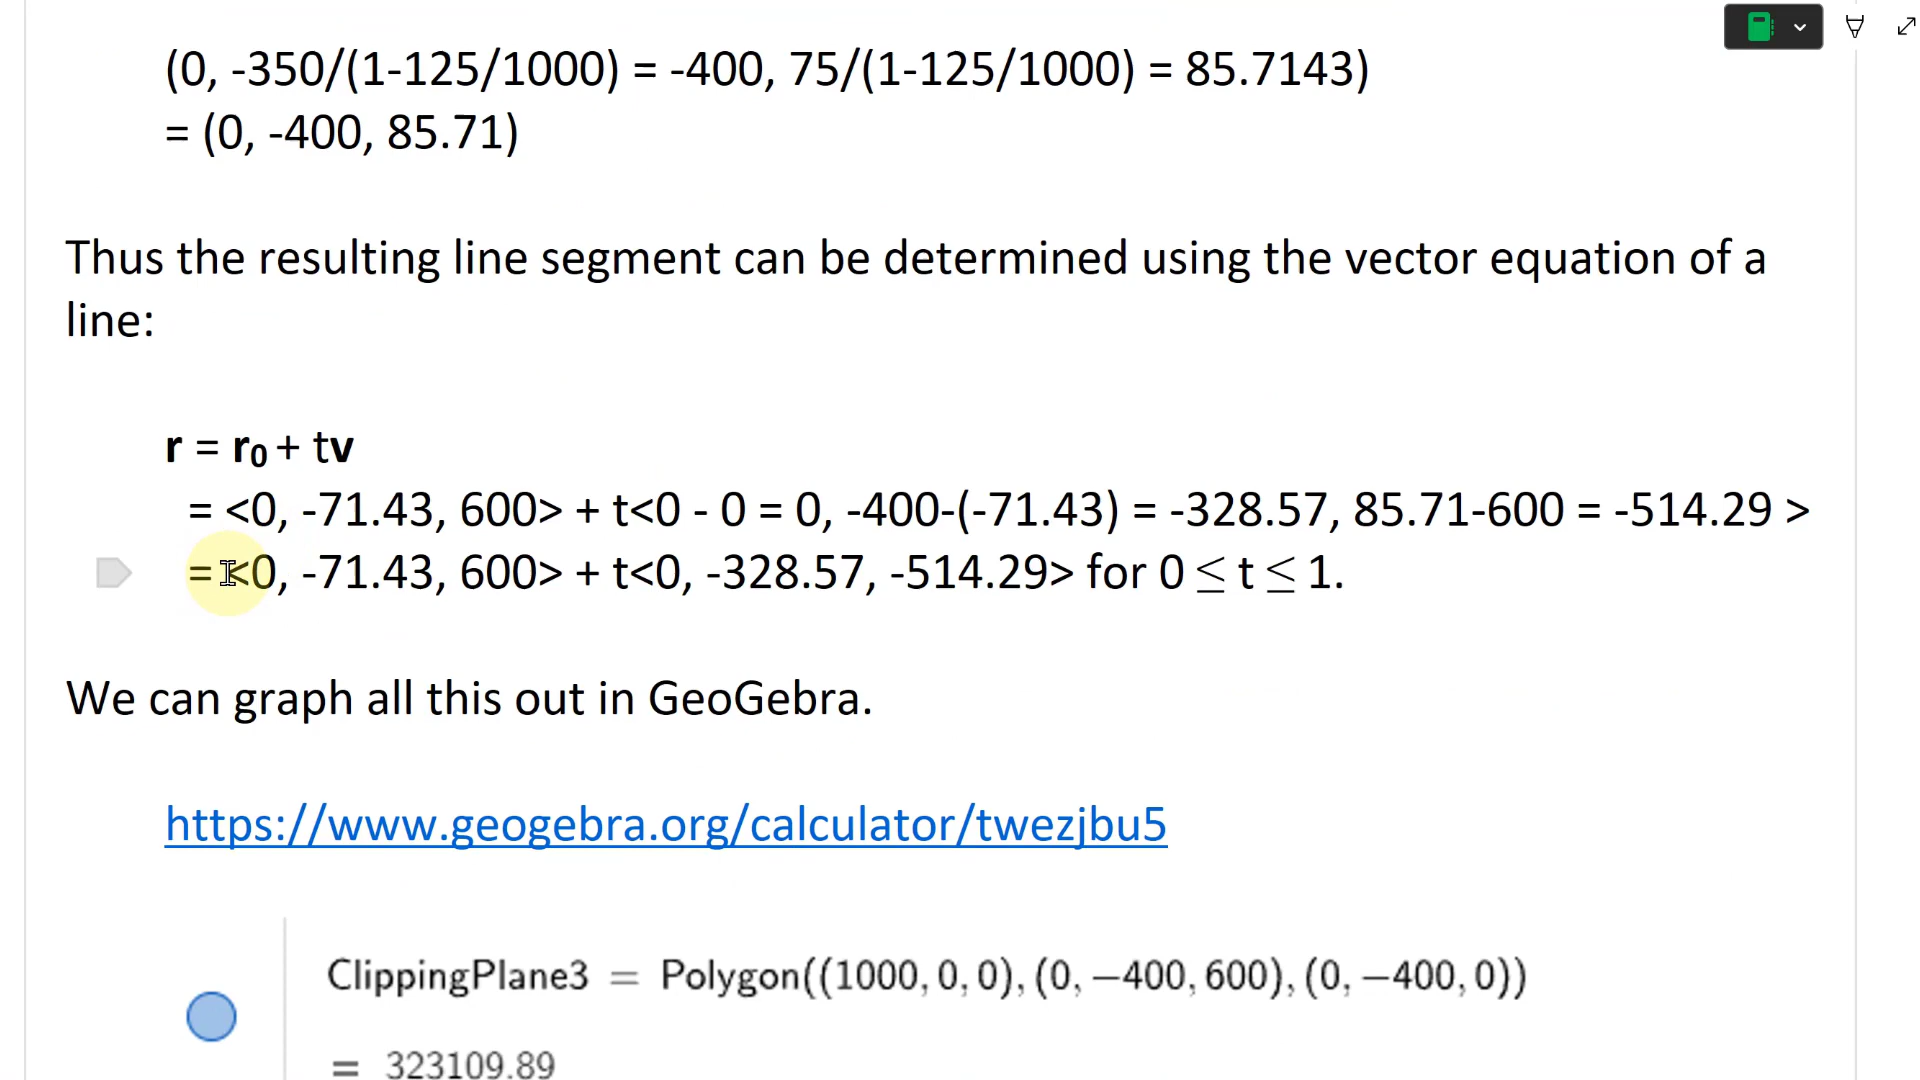 (0, -350/(1-125/1000) = -400, 75/(1-125/1000) = 85.7143)
= (0, -400, 85.71)
Thus the resulting line segment can be determined using the vector equation of a
line:
r = r₀ + tv
= <0, -71.43, 600> + t<0 - 0 = 0, -400-(-71.43) = -328.57, 85.71-600 = -514.29 >
= <0, -71.43, 600> + t<0, -328.57, -514.29> for 0 ≤ t ≤ 1.
We can graph all this out in GeoGebra.
https://www.geogebra.org/calculator/twezjbu5
ClippingPlane3 = Polygon((1000, 0, 0), (0, −400, 600), (0, −400, 0))
= 323109.89